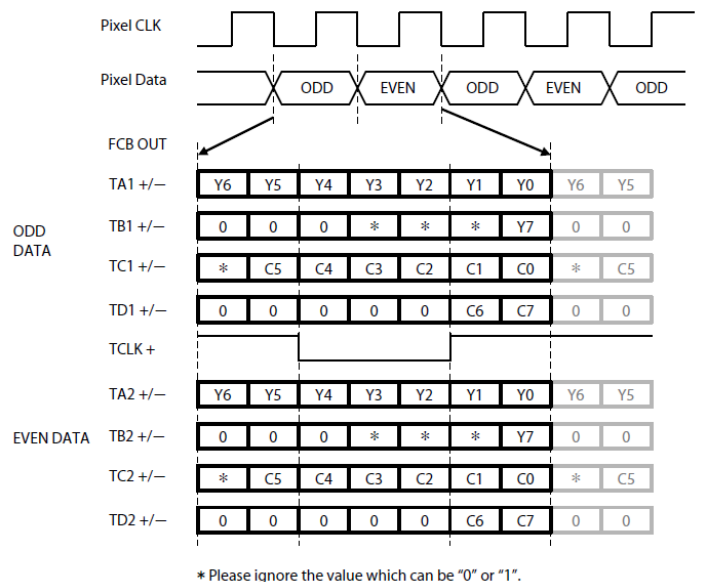 Pixel CLK
Pixel Data ODD EVEN ODD EVEN ODD
FCB OUT
TA1 +/− Y6 Y5 Y4 Y3 Y2 Y1 Y0 Y6 Y5
ODD DATA
TB1 +/− 0 0 0 * * * Y7 0 0
TC1 +/− * C5 C4 C3 C2 C1 C0 * C5
TD1 +/− 0 0 0 0 0 C6 C7 0 0
TCLK +
TA2 +/− Y6 Y5 Y4 Y3 Y2 Y1 Y0 Y6 Y5
EVEN DATA TB2 +/− 0 0 0 * * * Y7 0 0
TC2 +/− * C5 C4 C3 C2 C1 C0 * C5
TD2 +/− 0 0 0 0 0 C6 C7 0 0
* Please ignore the value which can be “0” or “1”.